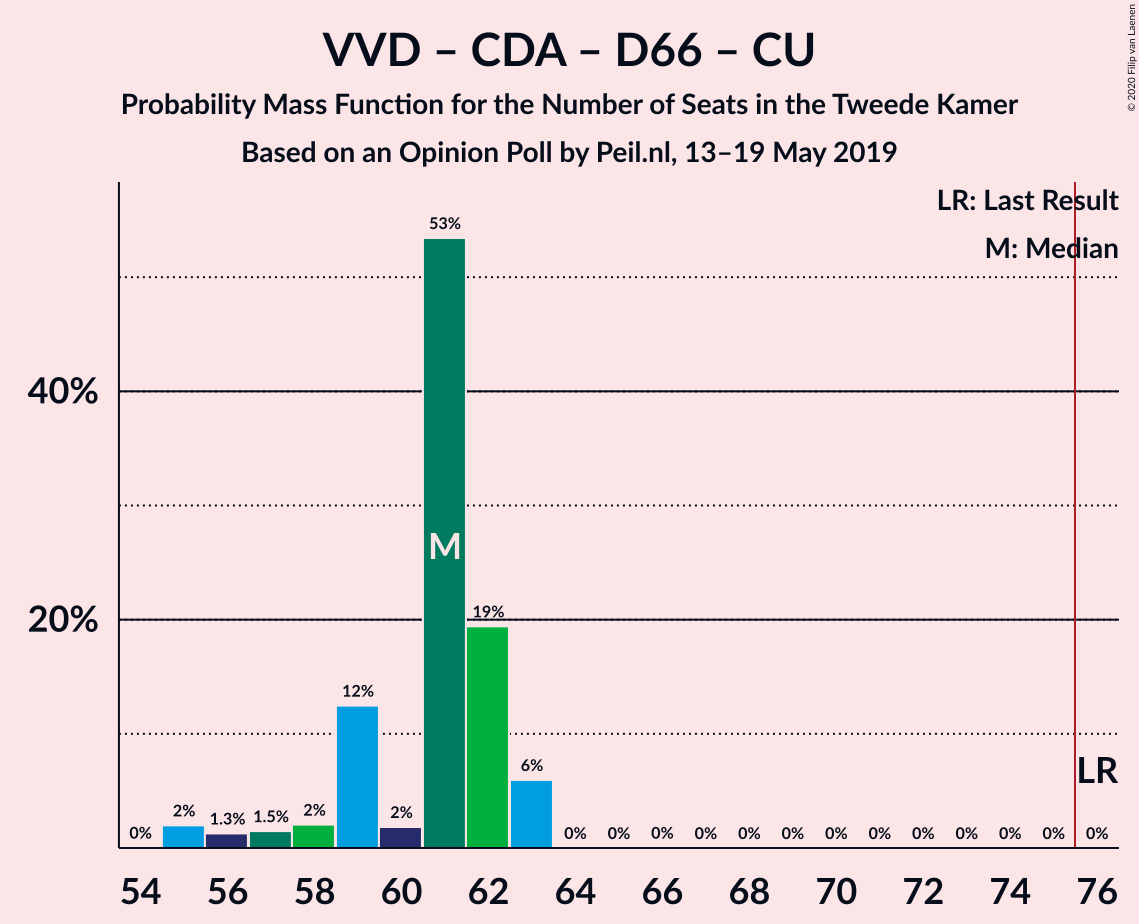 VVD – CDA – D66 – CU
Probability Mass Function for the Number of Seats in the Tweede Kamer
Based on an Opinion Poll by Peil.nl, 13–19 May 2019
© 2020 Filip van Laenen
LR: Last Result
M: Median
53%
40%
M
20%
19%
12%
LR
6%
0% 2% 1.3% 1.5% 2% 2% 0% 0% 0% 0% 0% 0% 0% 0% 0% 0% 0% 0% 0%
54 56 58 60 62 64 66 68 70 72 74 76